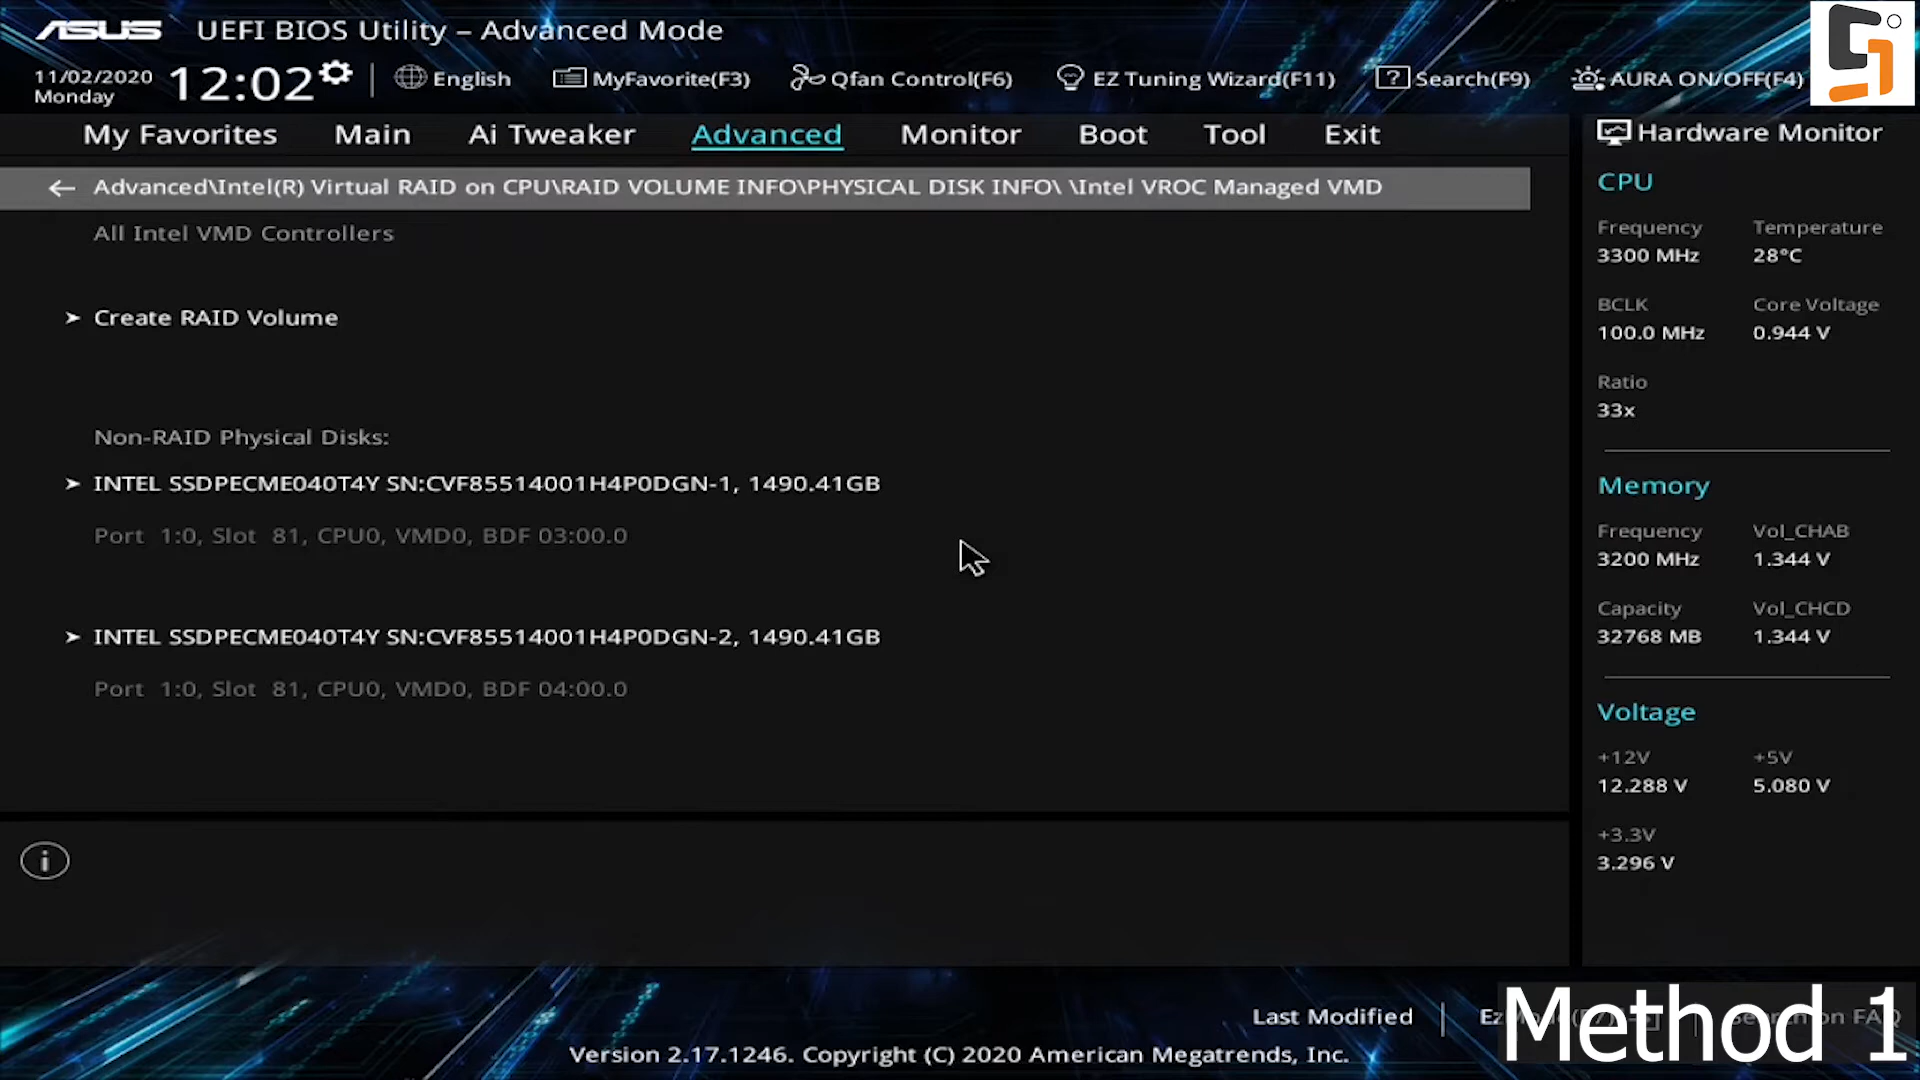 ASUS UEFI BIOS Utility – Advanced Mode
11/02/2020
Monday
12:02
English MyFavorite(F3) Qfan Control(F6) EZ Tuning Wizard(F11) Search(F9) AURA ON/OFF(F4)
My Favorites Main Ai Tweaker Advanced Monitor Boot Tool Exit
Advanced\Intel(R) Virtual RAID on CPU\RAID VOLUME INFO\PHYSICAL DISK INFO\ \Intel VROC Managed VMD
All Intel VMD Controllers
Create RAID Volume
Non-RAID Physical Disks:
INTEL SSDPECME040T4Y SN:CVF85514001H4P0DGN-1, 1490.41GB
Port 1:0, Slot 81, CPU0, VMD0, BDF 03:00.0
INTEL SSDPECME040T4Y SN:CVF85514001H4P0DGN-2, 1490.41GB
Port 1:0, Slot 81, CPU0, VMD0, BDF 04:00.0
Hardware Monitor
CPU
Frequency Temperature
3300 MHz 28°C
BCLK Core Voltage
100.0 MHz 0.944 V
Ratio
33x
Memory
Frequency Vol_CHAB
3200 MHz 1.344 V
Capacity Vol_CHCD
32768 MB 1.344 V
Voltage
+12V +5V
12.288 V 5.080 V
+3.3V
3.296 V
Last Modified
Method 1
Version 2.17.1246. Copyright (C) 2020 American Megatrends, Inc.